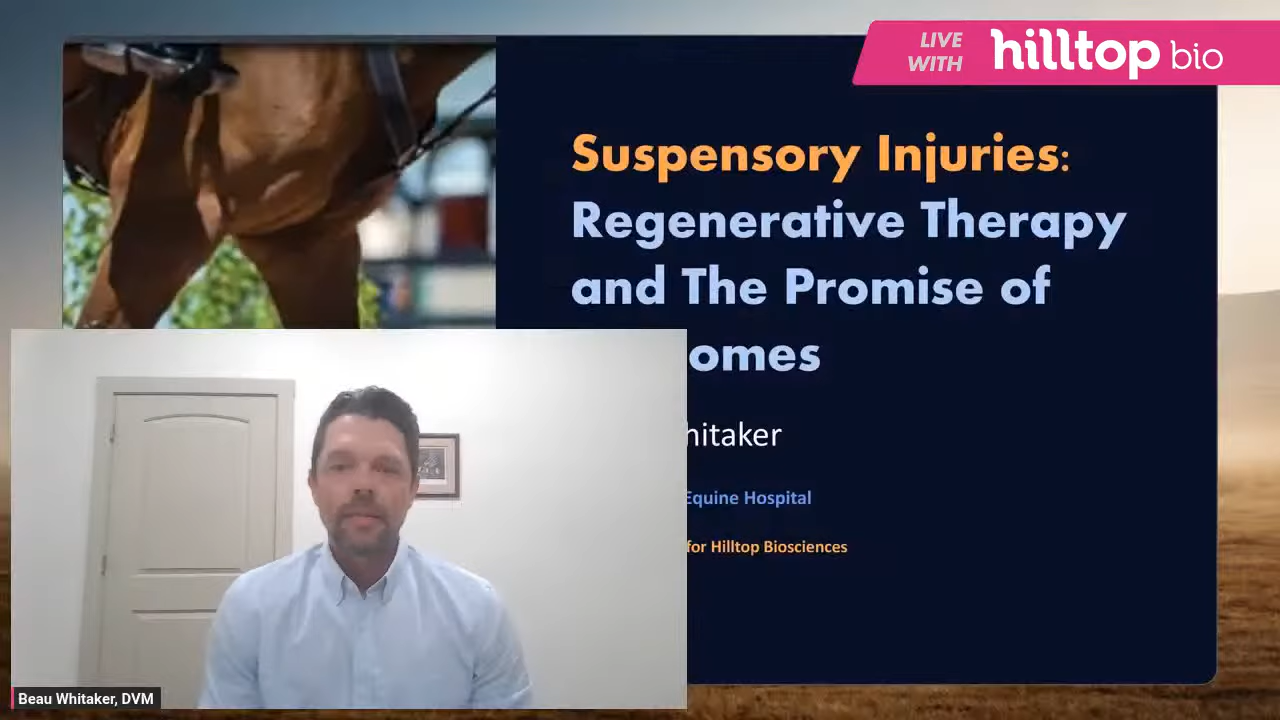 LIVE
WITH
hilltop bio
Suspensory Injuries:
Regenerative Therapy
and The Promise of
omes
hitaker
Equine Hospital
for Hilltop Biosciences
Beau Whitaker, DVM